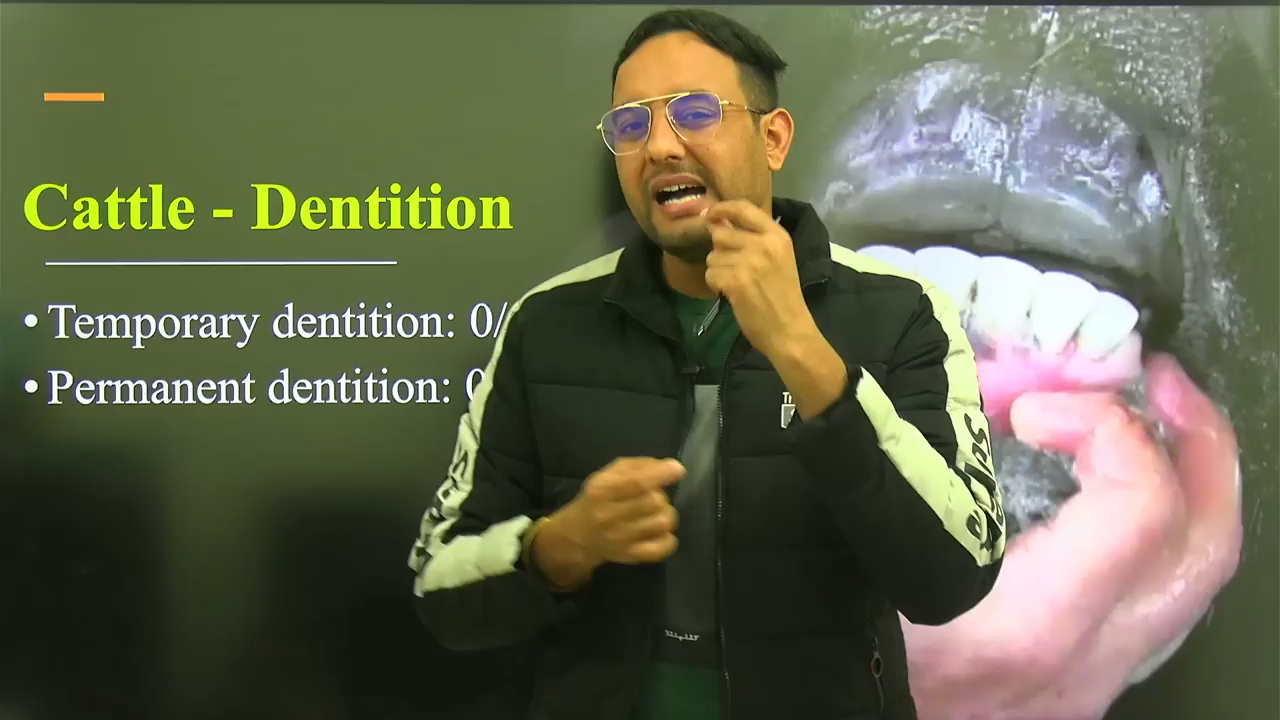 Cattle - Dentition
• Temporary dentition: 0/
• Permanent dentition: 0